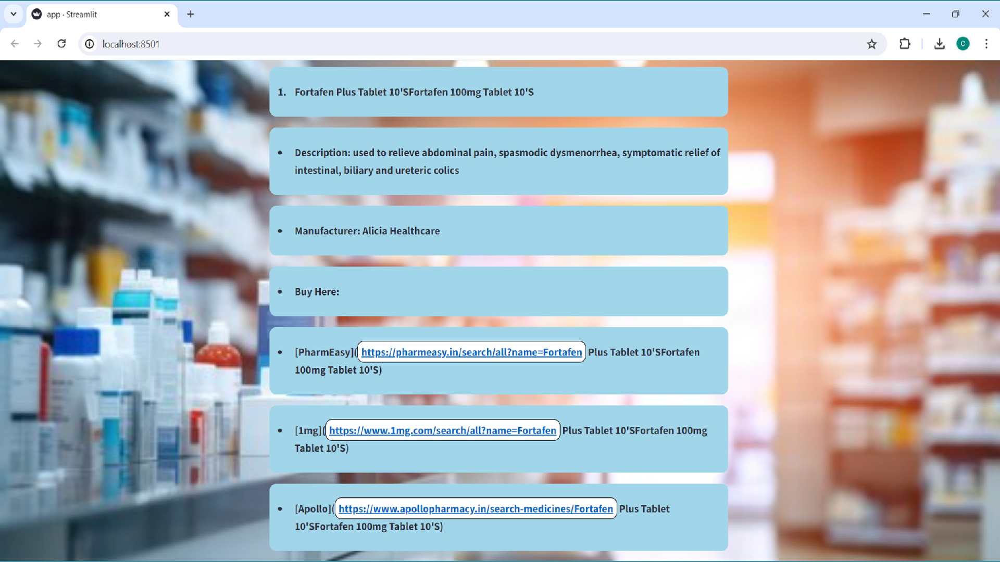 app · Streamlit
localhost:8501
C
1. Fortafen Plus Tablet 10'SFortafen 100mg Tablet 10'S
• Description: used to relieve abdominal pain, spasmodic dysmenorrhea, symptomatic relief of
intestinal, biliary and ureteric colics
• Manufacturer: Alicia Healthcare
• Buy Here:
• [PharmEasy](https://pharmeasy.in/search/all?name=Fortafen Plus Tablet 10'SFortafen
100mg Tablet 10'S)
• [1mg](https://www.1mg.com/search/all?name=Fortafen Plus Tablet 10'SFortafen 100mg
Tablet 10'S)
• [Apollo](https://www.apollopharmacy.in/search-medicines/Fortafen Plus Tablet
10'SFortafen 100mg Tablet 10'S)